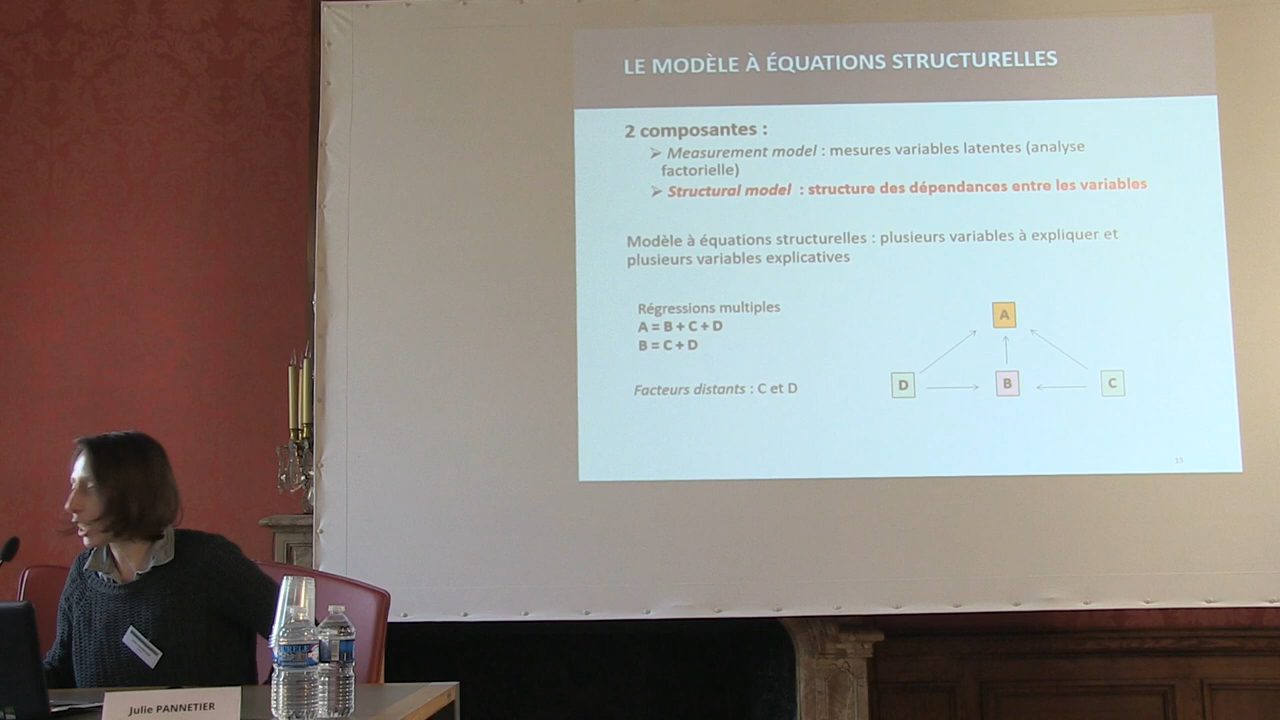 LE MODÈLE À ÉQUATIONS STRUCTURELLES
2 composantes :
➢ Measurement model : mesures variables latentes (analyse
factorielle)
➢ Structural model : structure des dépendances entre les variables
Modèle à équations structurelles : plusieurs variables à expliquer et
plusieurs variables explicatives
Régressions multiples
A = B + C + D
B = C + D
Facteurs distants : C et D
A
D
B
C
13
Julie PANNETIER